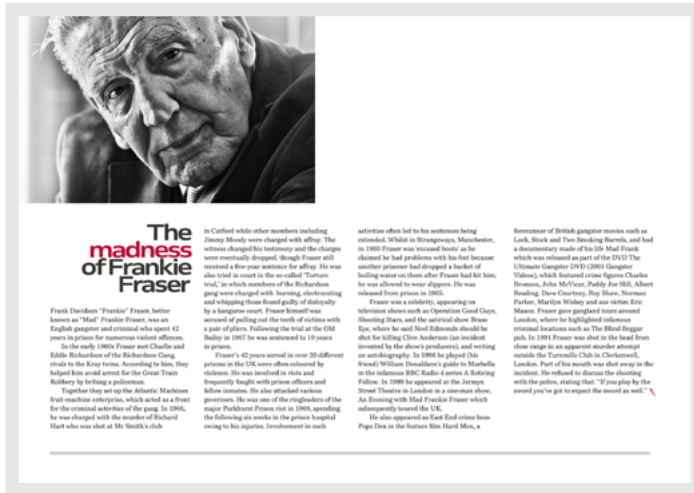 The
madness
of Frankie
Fraser
Frank Davidson "Frankie" Fraser, better
known as "Mad" Frankie Fraser, was an
English gangster and criminal who spent 42
years in prison for numerous violent offences.
In the early 1960s Fraser met Charlie and
Eddie Richardson of the Richardson Gang,
rivals to the Kray twins. According to him, they
helped him avoid arrest for the Great Train
Robbery by bribing a policeman.
Together they set up the Atlantic Machines
fruit-machine enterprise, which acted as a front
for the criminal activities of the gang. In 1966,
he was charged with the murder of Richard
Hart who was shot at Mr Smith's club
in Catford while other members including
Jimmy Moody were charged with affray. The
witness changed his testimony and the charges
were eventually dropped, though Fraser still
received a five-year sentence for affray. He was
also tried in court in the so-called 'Torture
trial,' in which members of the Richardson
gang were charged with burning, electrocuting
and whipping those found guilty of disloyalty
by a kangaroo court. Fraser himself was
accused of pulling out the teeth of victims with
a pair of pliers. Following the trial at the Old
Bailey in 1967 he was sentenced to 10 years
in prison.
Fraser's 42 years served in over 20 different
prisons in the UK were often coloured by
violence. He was involved in riots and
frequently fought with prison officers and
fellow inmates. He also attacked various
governors. He was one of the ringleaders of the
major Parkhurst Prison riot in 1969, spending
the following six weeks in the prison hospital
owing to his injuries. Involvement in such
activities often led to his sentences being
extended. Whilst in Strangeways, Manchester,
in 1980 Fraser was 'excused boots' as he
claimed he had problems with his feet because
another prisoner had dropped a bucket of
boiling water on them after Fraser had hit him;
he was allowed to wear slippers. He was
released from prison in 1985.
Fraser was a celebrity, appearing on
television shows such as Operation Good Guys,
Shooting Stars, and the satirical show Brass
Eye, where he said Noel Edmonds should be
shot for killing Clive Anderson (an incident
invented by the show's producers), and writing
an autobiography. In 1996 he played (his
friend) William Donaldson's guide to Marbella
in the infamous BBC Radio 4 series A Retiring
Fellow. In 1999 he appeared at the Jermyn
Street Theatre in London in a one-man show,
An Evening with Mad Frankie Fraser which
subsequently toured the UK.
He also appeared as East End crime boss
Pops Den in the feature film Hard Men, a
forerunner of British gangster movies such as
Lock, Stock and Two Smoking Barrels, and had
a documentary made of his life Mad Frank
which was released as part of the DVD The
Ultimate Gangster DVD (2002 Gangster
Videos), which featured crime figures Charles
Bronson, John McVicar, Paddy Joe Hill, Albert
Reading, Dave Courtney, Roy Shaw, Norman
Parker, Marilyn Wisbey and axe victim Eric
Mason. Fraser gave gangland tours around
London, where he highlighted infamous
criminal locations such as The Blind Beggar
pub. In 1991 Fraser was shot in the head from
close range in an apparent murder attempt
outside the Turnmills Club in Clerkenwell,
London. Part of his mouth was shot away in the
incident. He refused to discuss the shooting
with the police, stating that: "If you play by the
sword you've got to expect the sword as well."